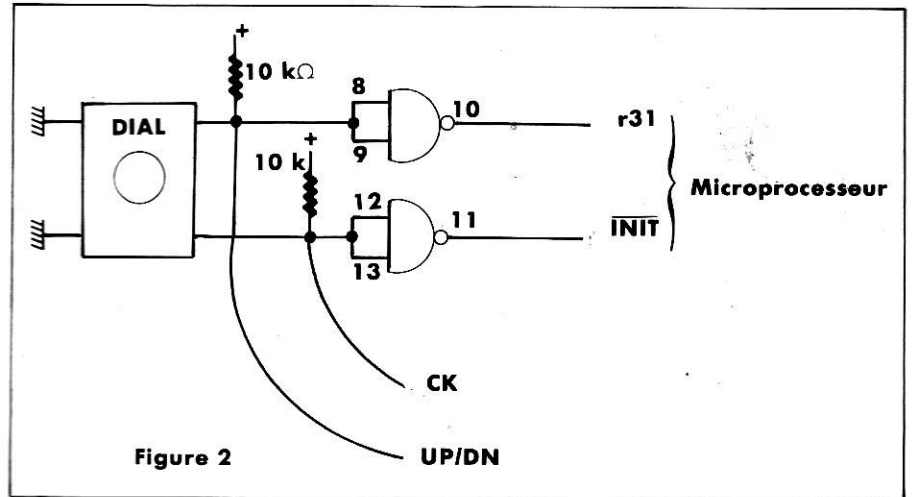 +
10 kΩ
8
10
r31
DIAL
9
+
10 k
Microprocesseur
12
11
INIT
13
CK
UP/DN
Figure 2